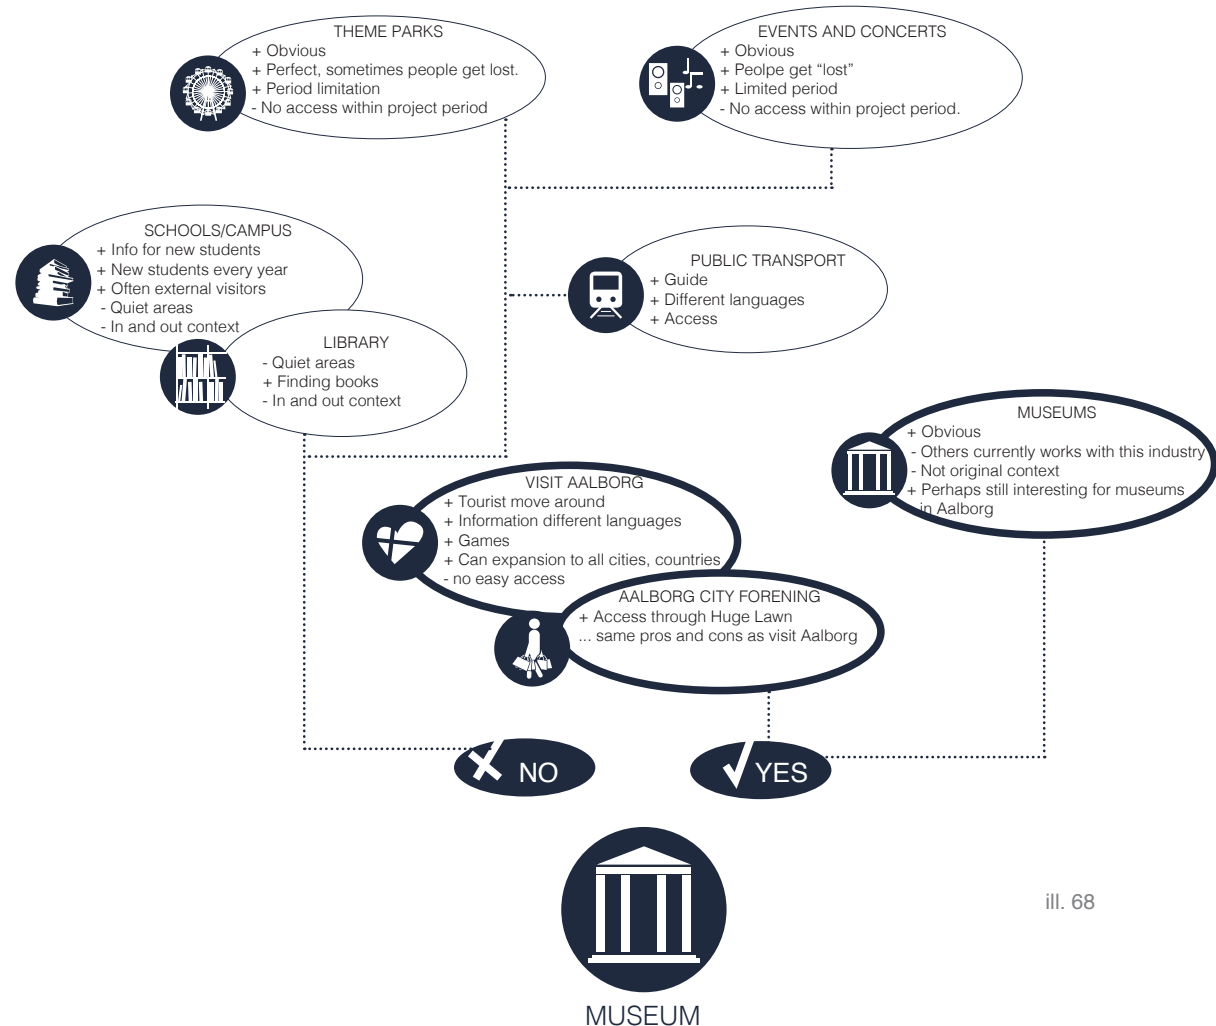 THEME PARKS
+ Obvious
+ Perfect, sometimes people get lost.
+ Period limitation
- No access within project period
EVENTS AND CONCERTS
+ Obvious
+ Peolpe get “lost”
+ Limited period
- No access within project period.
SCHOOLS/CAMPUS
+ Info for new students
+ New students every year
+ Often external visitors
- Quiet areas
- In and out context
PUBLIC TRANSPORT
+ Guide
+ Different languages
+ Access
LIBRARY
- Quiet areas
+ Finding books
- In and out context
MUSEUMS
+ Obvious
- Others currently works with this industry
- Not original context
+ Perhaps still interesting for museums
in Aalborg
VISIT AALBORG
+ Tourist move around
+ Information different languages
+ Games
+ Can expansion to all cities, countries
- no easy access
AALBORG CITY FORENING
+ Access through Huge Lawn
... same pros and cons as visit Aalborg
NO
YES
ill. 68
MUSEUM